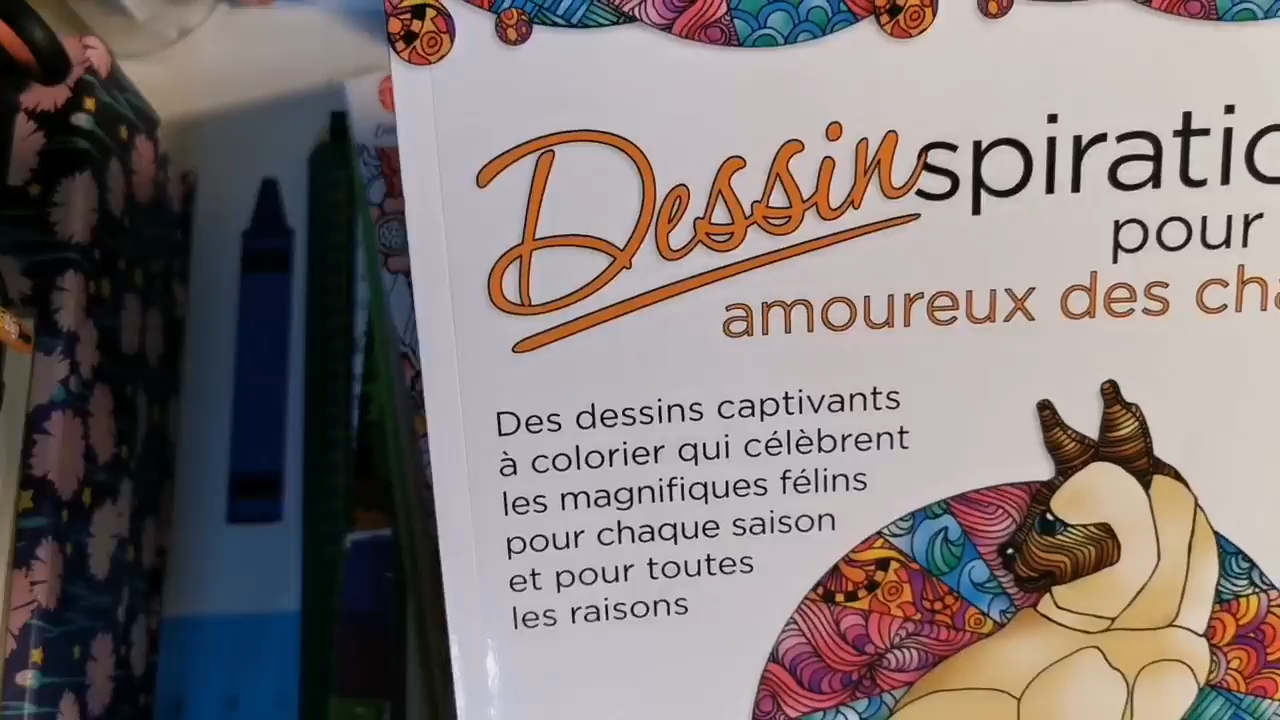 Dessinspiratio
pour
amoureux des cha
Des dessins captivants
à colorier qui célèbrent
les magnifiques félins
pour chaque saison
et pour toutes
les raisons